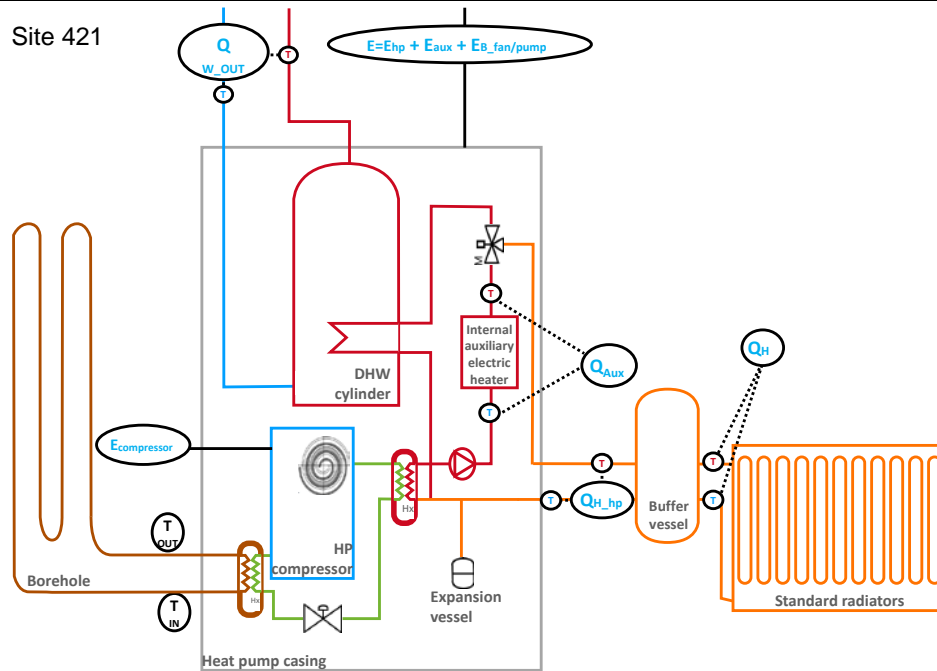 Site 421
Q
W_OUT
T
T
E=Ehp + Eaux + EB_fan/pump
M
T
Internal
auxiliary
electric
heater
QAux
T
QH
DHW
cylinder
Ecompressor
T
T
T
QH_hp
T
Buffer
vessel
Hx
T
OUT
HP
compressor
Borehole
Hx
T
IN
Expansion
vessel
Standard radiators
Heat pump casing